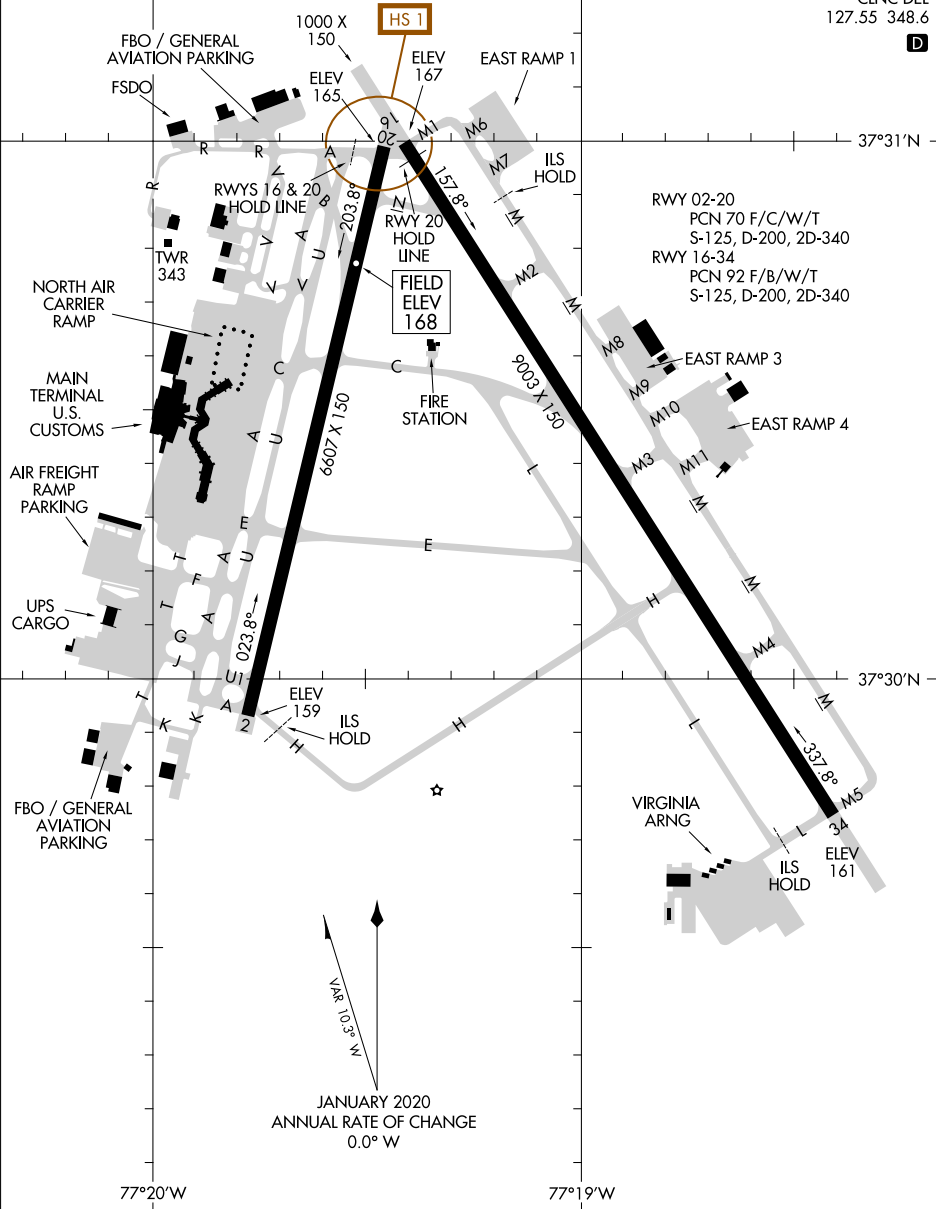 CLNC DEL
127.55 348.6
D
HS 1
1000 X
150
FBO / GENERAL
AVIATION PARKING
ELEV
167
EAST RAMP 1
FSDO
ELEV
165
16
20
M1
M6
37°31'N
R
R
R
A
M7
ILS
HOLD
V
B
RWYS 16 & 20
HOLD LINE
203.8°
N
157.8°
RWY 02-20
PCN 70 F/C/W/T
S-125, D-200, 2D-340
RWY 16-34
PCN 92 F/B/W/T
S-125, D-200, 2D-340
RWY 20
HOLD
LINE
M
V
A
U
TWR
343
M2
V
V
FIELD
ELEV
168
NORTH AIR
CARRIER
RAMP
M
M8
EAST RAMP 3
C
C
9003 X 150
MAIN
TERMINAL
U.S.
CUSTOMS
FIRE
STATION
M9
M10
EAST RAMP 4
A
U
6607 X 150
L
M3
M11
AIR FREIGHT
RAMP
PARKING
M
E
E
T
A
U
F
M
UPS
CARGO
T
A
H
G
J
023.8°
M4
U1
37°30'N
T
K
K
A
2
ELEV
159
ILS
HOLD
H
H
L
M
337.8°
FBO / GENERAL
AVIATION
PARKING
VIRGINIA
ARNG
M5
L
34
ELEV
161
ILS
HOLD
VAR 10.3° W
JANUARY 2020
ANNUAL RATE OF CHANGE
0.0° W
77°20'W
77°19'W